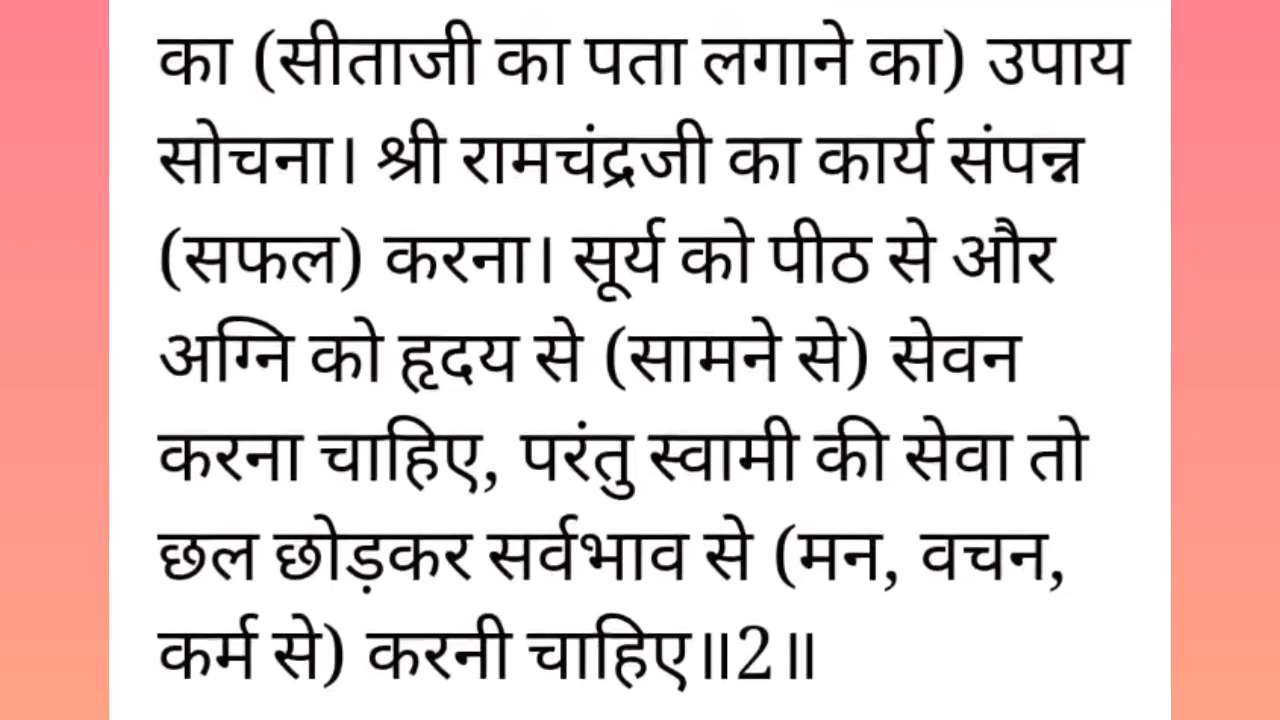 का (सीताजी का पता लगाने का) उपाय
सोचना। श्री रामचंद्रजी का कार्य संपन्न
(सफल) करना। सूर्य को पीठ से और
अग्नि को हृदय से (सामने से) सेवन
करना चाहिए, परंतु स्वामी की सेवा तो
छल छोड़कर सर्वभाव से (मन, वचन,
कर्म से) करनी चाहिए॥2॥